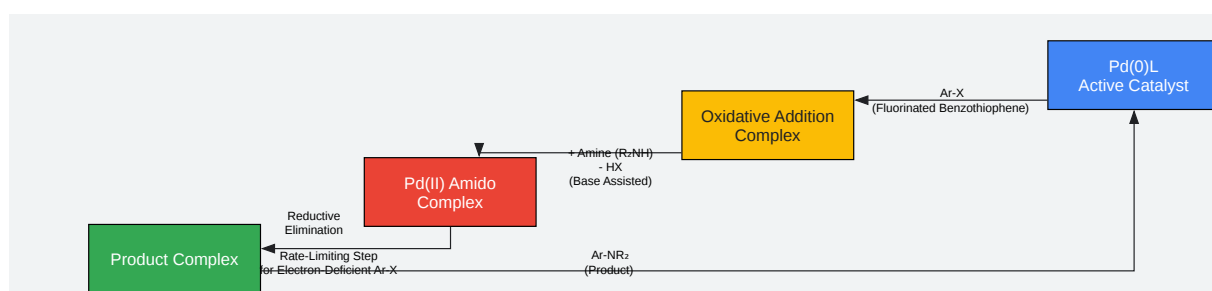 Pd(0)L
Active Catalyst
Ar-X
(Fluorinated Benzothiophene)
Oxidative Addition
Complex
+ Amine (R₂NH)
- HX
(Base Assisted)
Pd(II) Amido
Complex
Reductive
Elimination
Rate-Limiting Step
for Electron-Deficient Ar-X
Product Complex
Ar-NR₂
(Product)